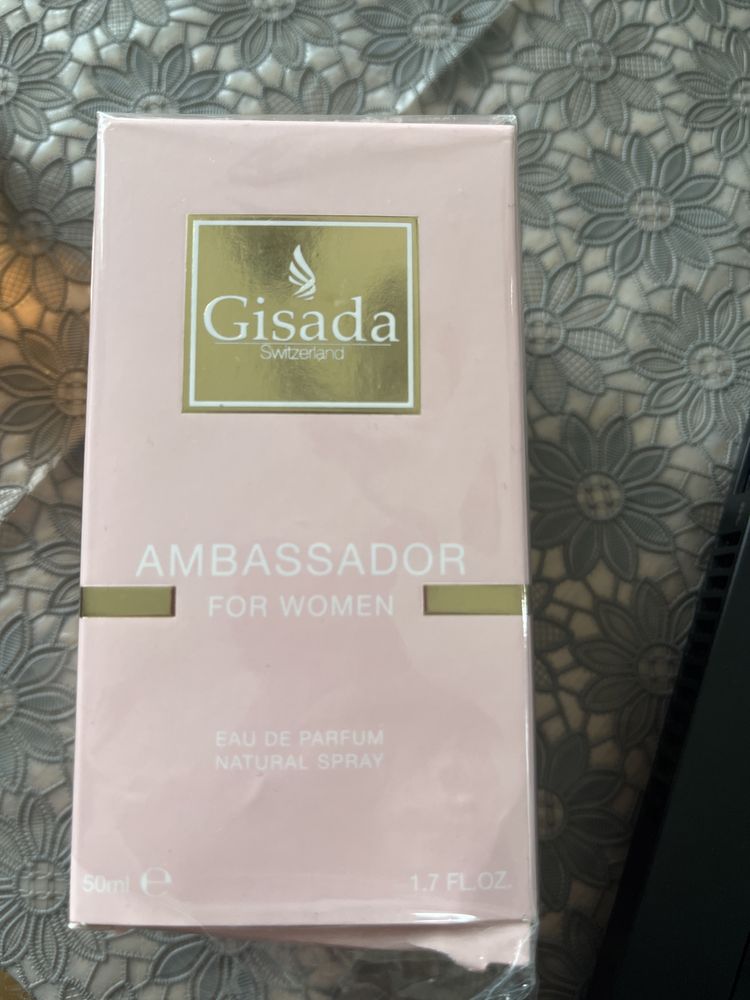 Gisada
Switzerland
AMBASSADOR
FOR WOMEN
EAU DE PARFUM
NATURAL SPRAY
50ml ℮ 1.7 FL.OZ.